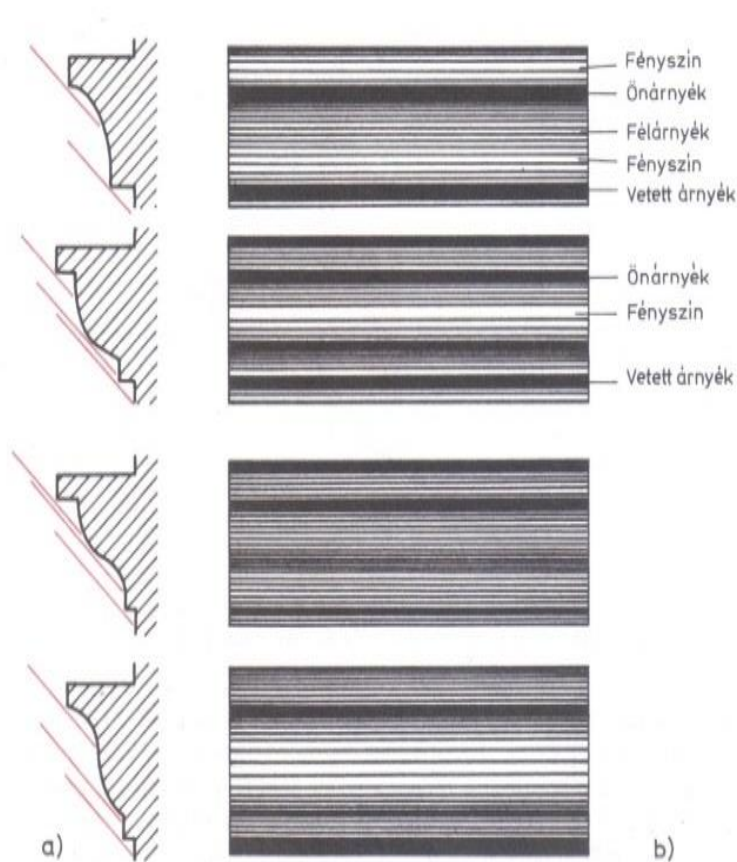 Fényszín
Önárnyék
Félárnyék
Fényszín
Vetett árnyék
Önárnyék
Fényszín
Vetett árnyék
a)
b)